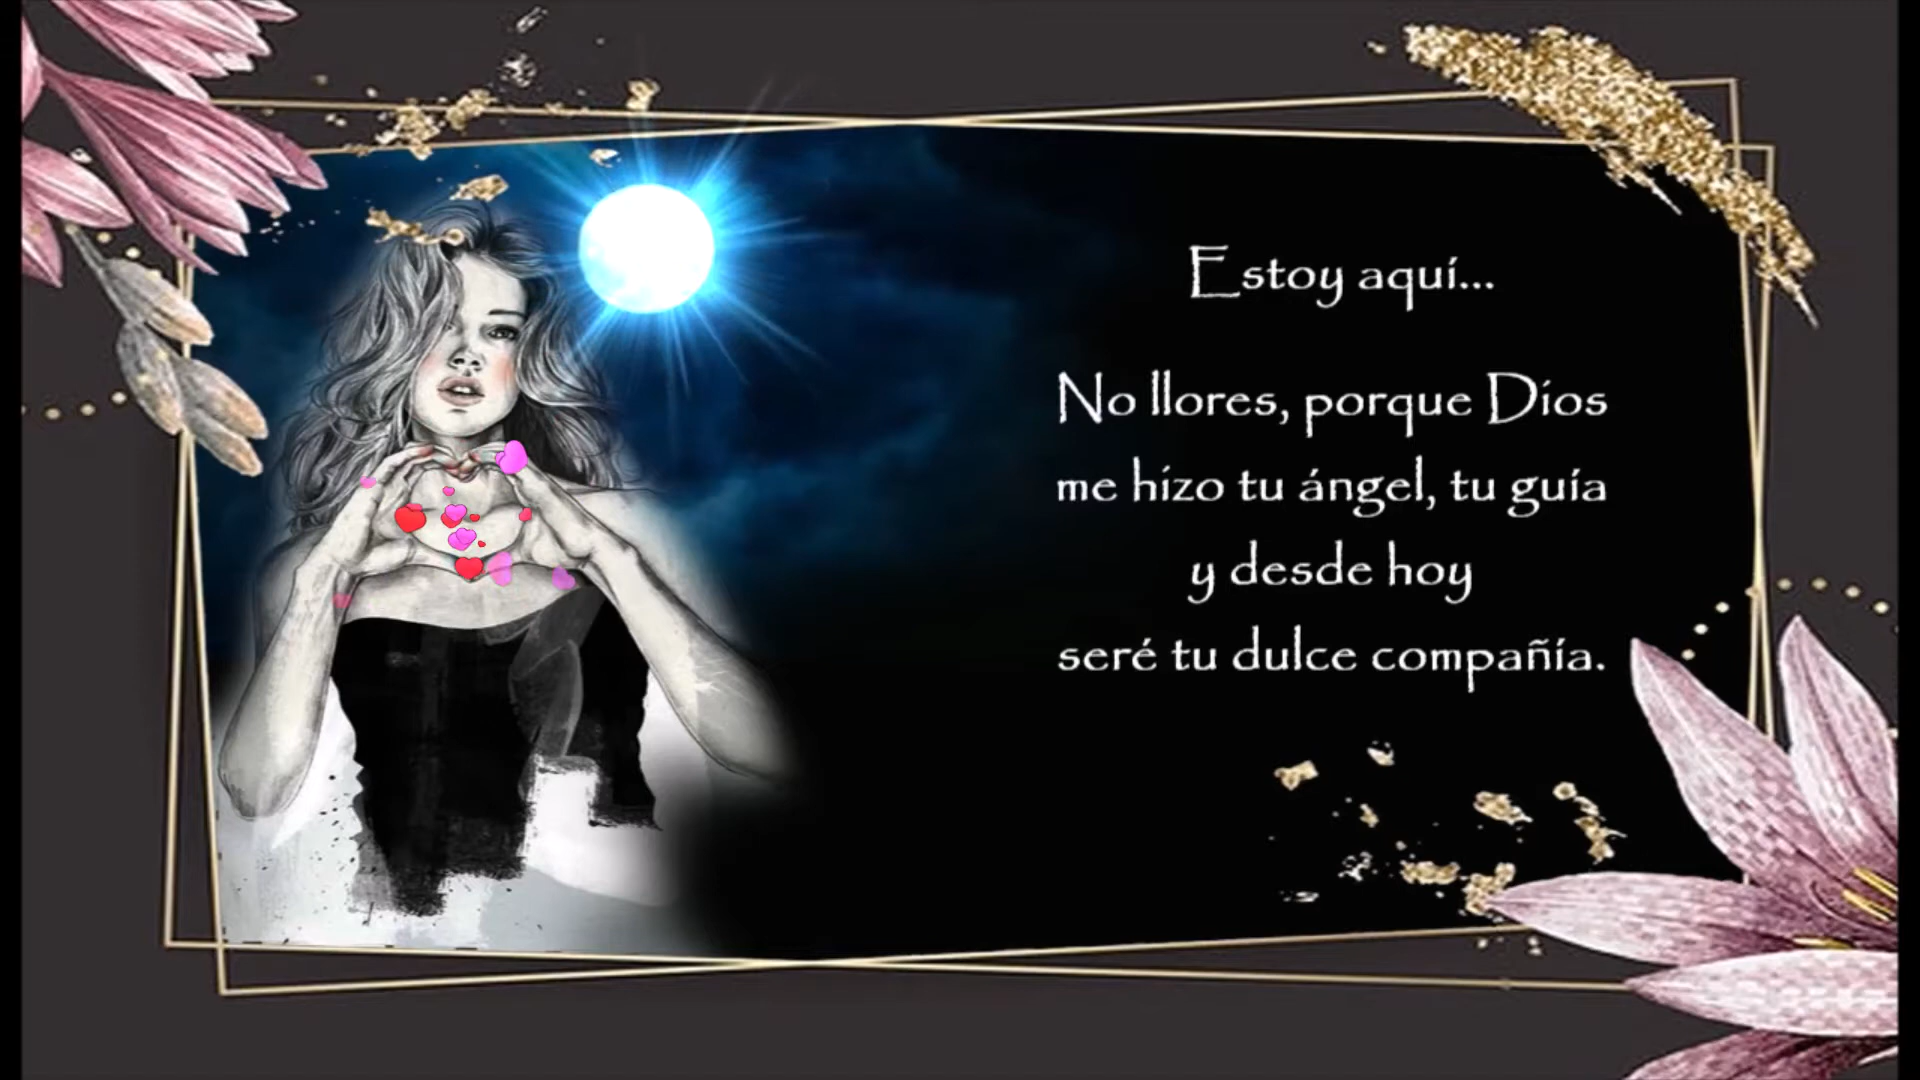 Estoy aquí...
No llores, porque Dios
me hizo tu ángel, tu guía
y desde hoy
seré tu dulce compañía.